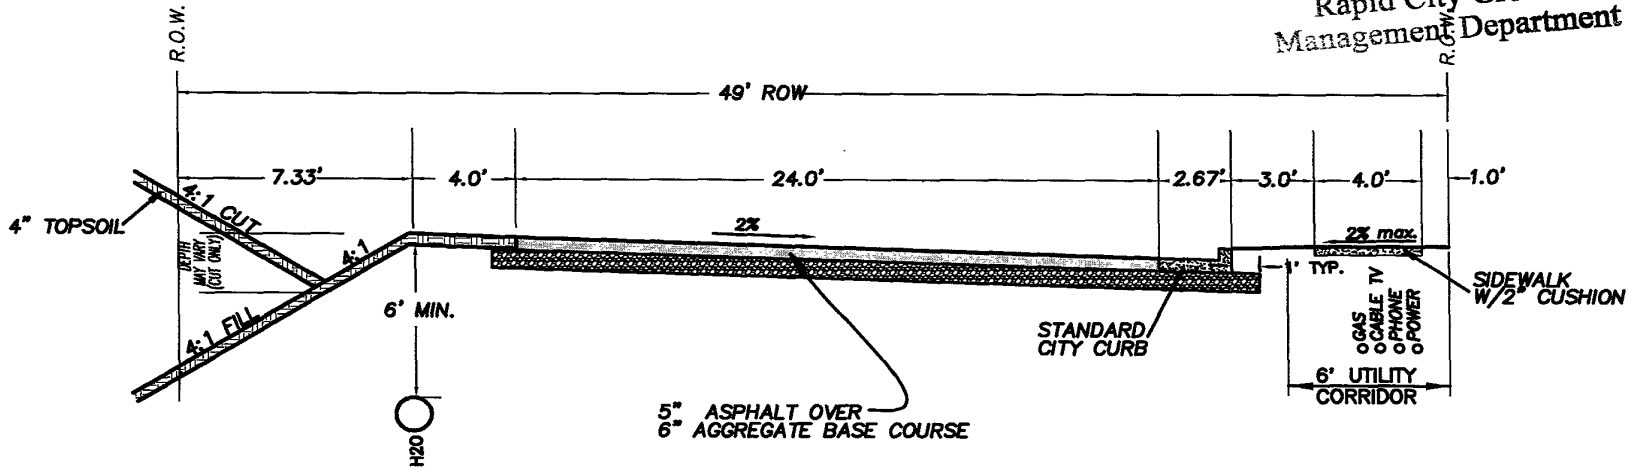 Rapid City
Management Department
R.O.W.
R.O.W.
49' ROW
7.33'
4.0'
24.0'
2.67'
3.0'
4.0'
1.0'
4" TOPSOIL
4:1 CUT
4:1
DEPTH
MAY VARY
(CUT ONLY)
4:1 FILL
2%
2% max.
1' TYP.
6' MIN.
H2O
STANDARD
CITY CURB
SIDEWALK
W/2" CUSHION
GAS
CABLE TV
PHONE
POWER
6' UTILITY
CORRIDOR
5" ASPHALT OVER
6" AGGREGATE BASE COURSE